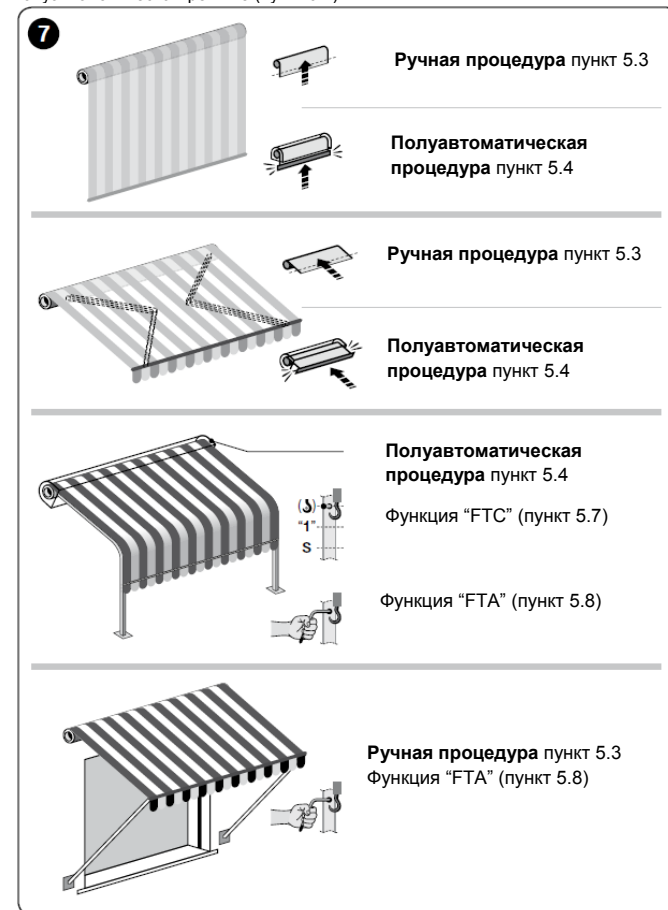 7
Ручная процедура пункт 5.3
Полуавтоматическая
процедура пункт 5.4
Ручная процедура пункт 5.3
Полуавтоматическая
процедура пункт 5.4
Полуавтоматическая
процедура пункт 5.4
"1"
S
Функция “FTC” (пункт 5.7)
Функция “FTA” (пункт 5.8)
Ручная процедура пункт 5.3
Функция “FTA” (пункт 5.8)